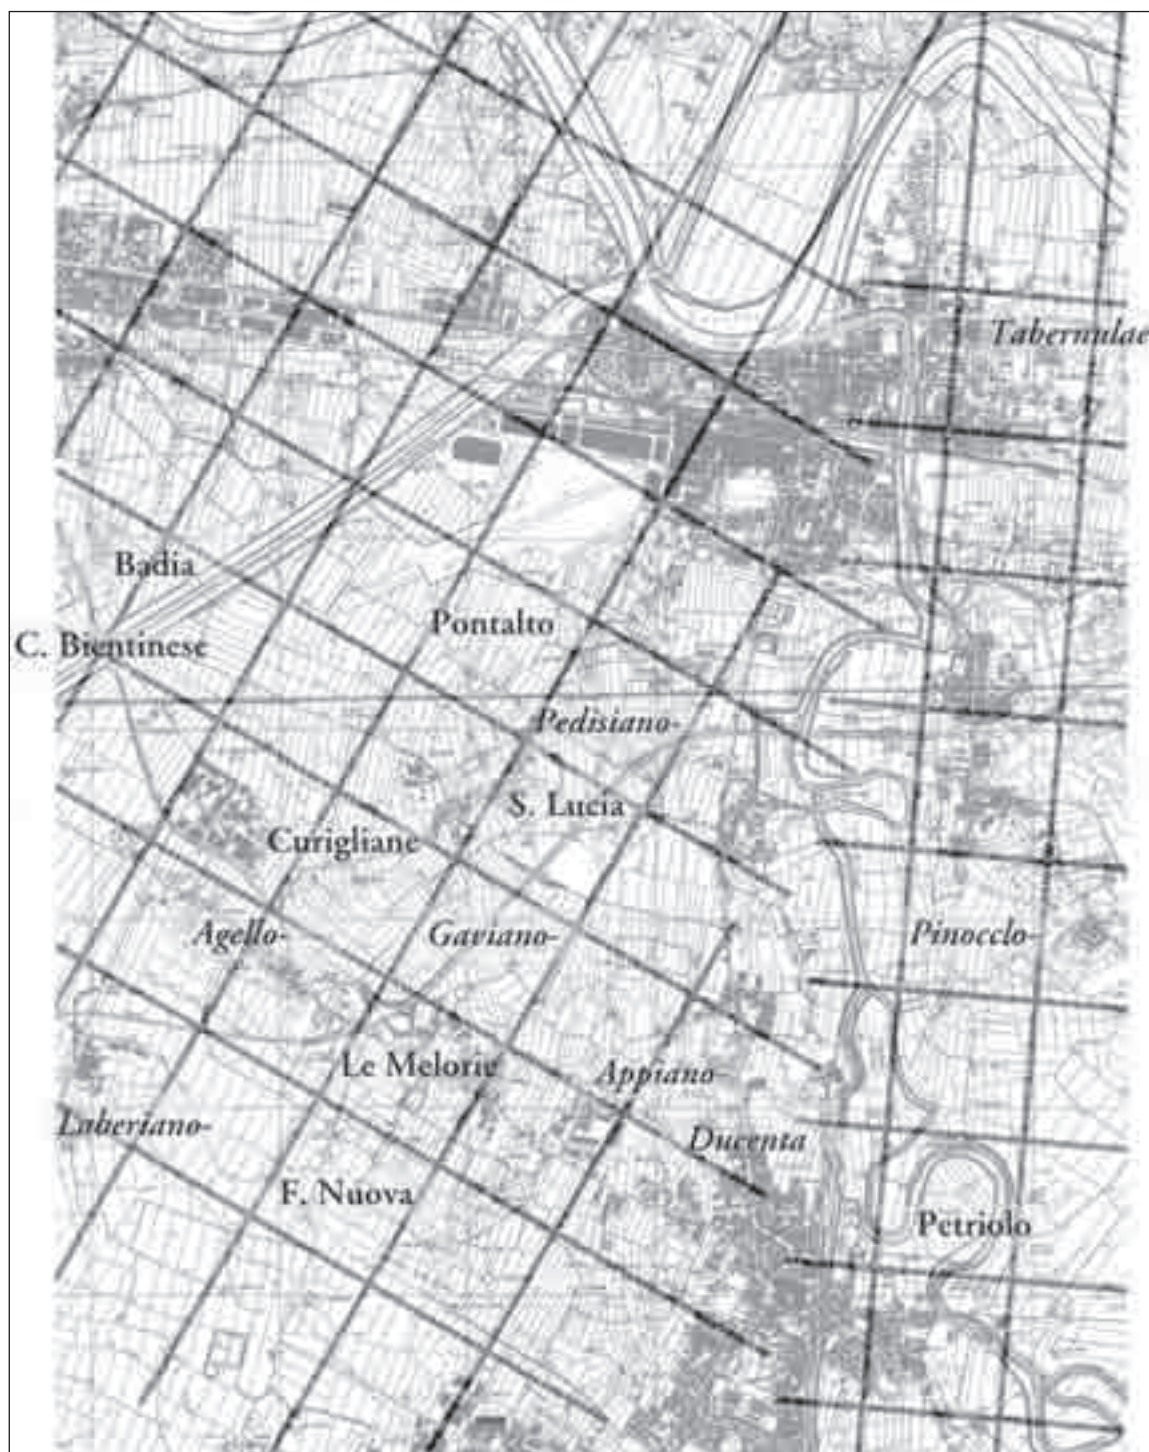 Tabernulae
Badia
Pontalto
C. Bientinese
Pedisiano-
S. Lucia
Curigliane
Agello-
Gaviano-
Pinocclo-
Le Melorie
Appiano-
Laberiano-
Ducenta
F. Nuova
Petriolo